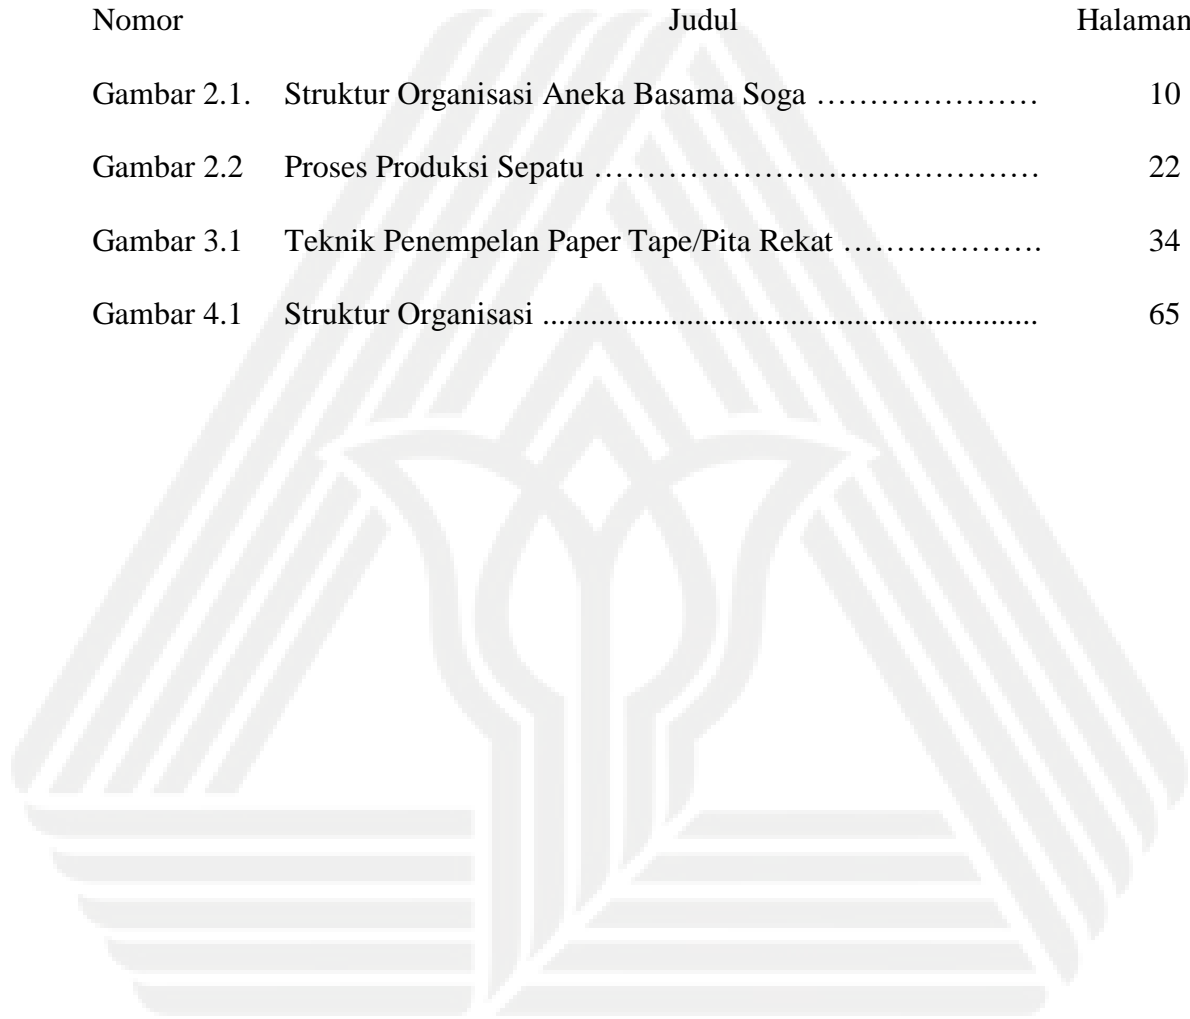 Nomor Judul Halaman
Gambar 2.1. Struktur Organisasi Aneka Basama Soga ………………… 10
Gambar 2.2 Proses Produksi Sepatu …………………………………… 22
Gambar 3.1 Teknik Penempelan Paper Tape/Pita Rekat ………………. 34
Gambar 4.1 Struktur Organisasi .............................................................. 65